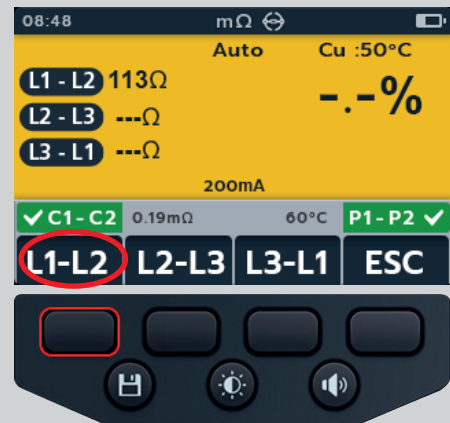 08:48 mΩ
Auto Cu :50°C
L1 - L2 113Ω
-.-%
L2 - L3 ---Ω
L3 - L1 ---Ω
200mA
✓ C1 - C2 0.19mΩ 60°C P1 - P2 ✓
L1-L2 L2-L3 L3-L1 ESC